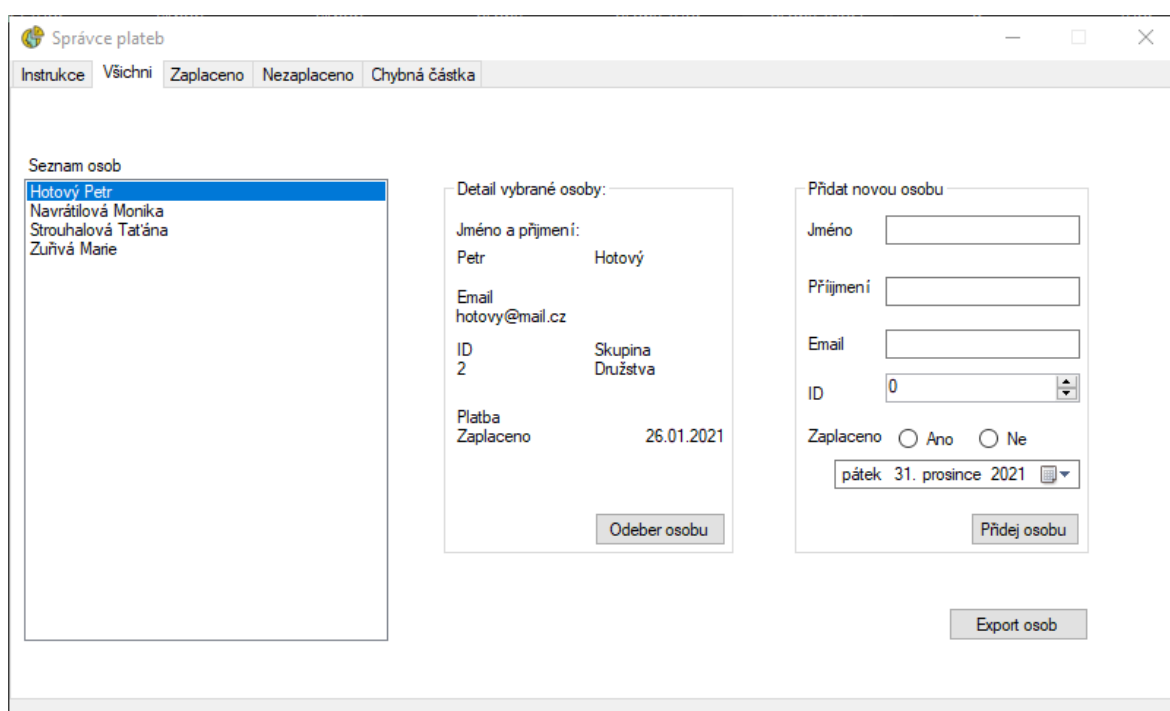 Správce plateb
Instrukce Všichni Zaplaceno Nezaplaceno Chybná částka
Seznam osob
Hotový Petr
Navrátilová Monika
Strouhalová Taťána
Zuřivá Marie
Detail vybrané osoby:
Jméno a přijmení:
Petr Hotový
Email
hotovy@mail.cz
ID Skupina
2 Družstva
Platba
Zaplaceno 26.01.2021
Odeber osobu
Přidat novou osobu
Jméno
Příijmení
Email
ID 0
Zaplaceno Ano Ne
pátek 31. prosince 2021
Přidej osobu
Export osob